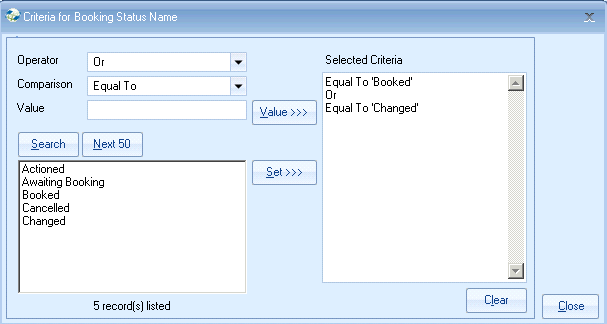 Criteria for Booking Status Name
Operator
Or
Comparison
Equal To
Value
Value >>>
Search
Next 50
Actioned
Awaiting Booking
Booked
Cancelled
Changed
5 record(s) listed
Set >>>
Selected Criteria
Equal To 'Booked'
Or
Equal To 'Changed'
Clear
Close